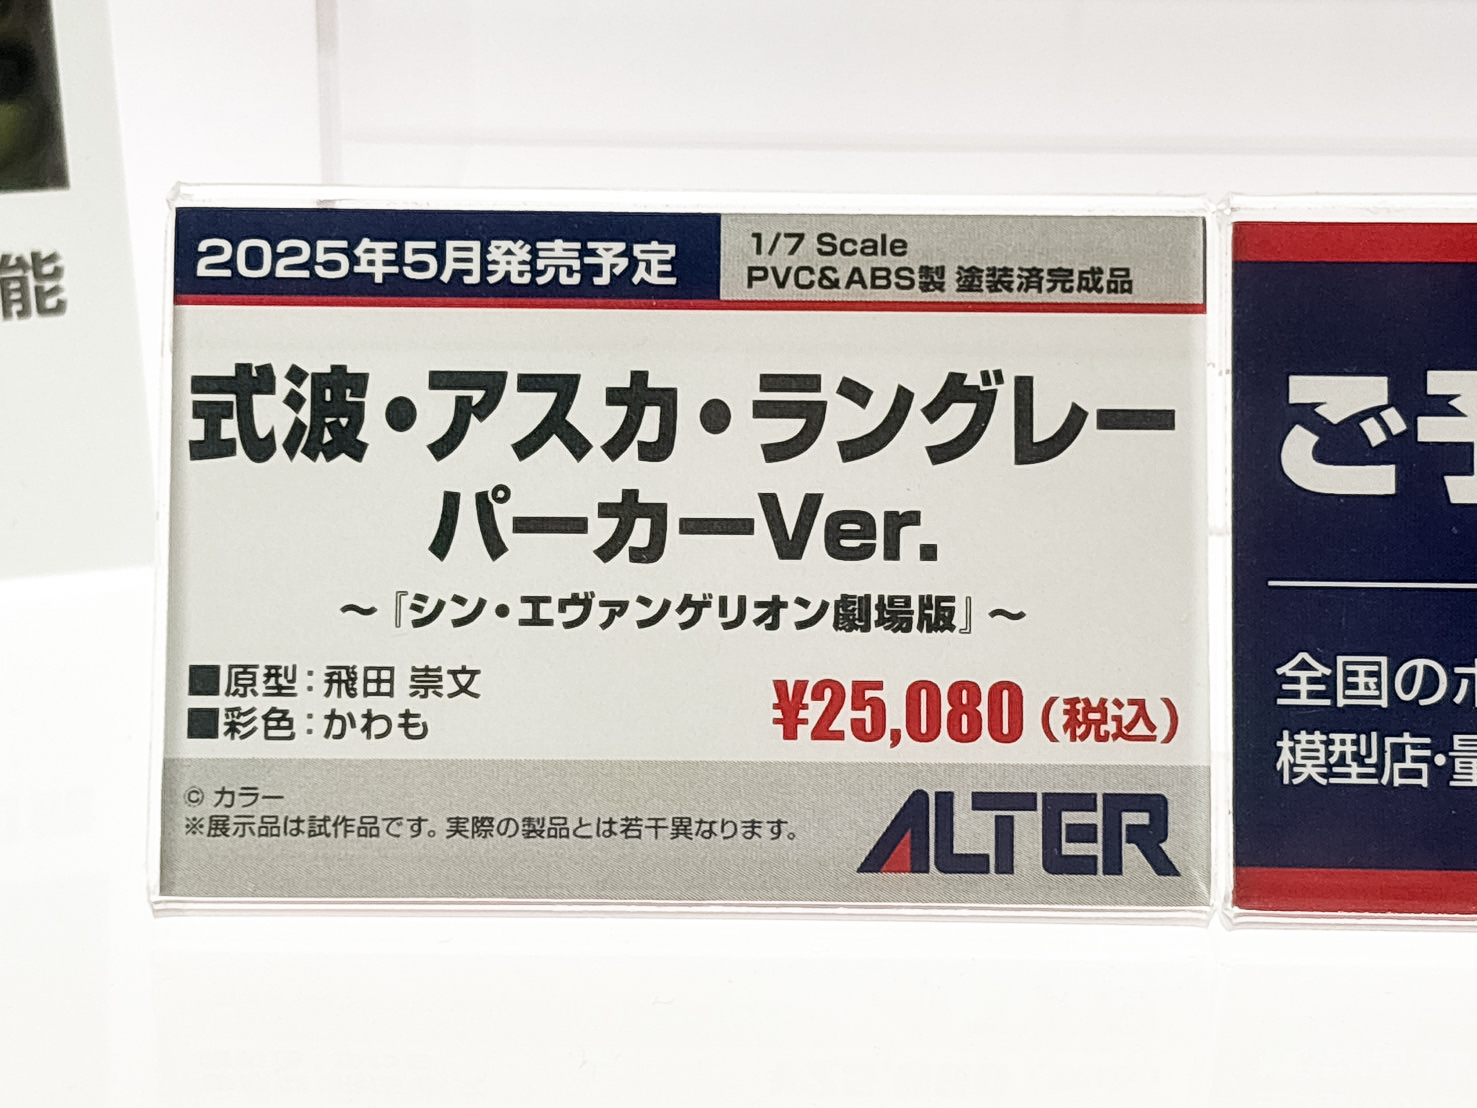 能
2025年5月発売予定
1/7 Scale
PVC&ABS製 塗装済完成品
式波・アスカ・ラングレー
パーカーVer.
～『シン・エヴァンゲリオン劇場版』～
■原型：飛田 崇文
■彩色：かわも
¥25,080（税込）
© カラー
※展示品は試作品です。実際の製品とは若干異なります。
ALTER
ご予
全国のホ
模型店・量